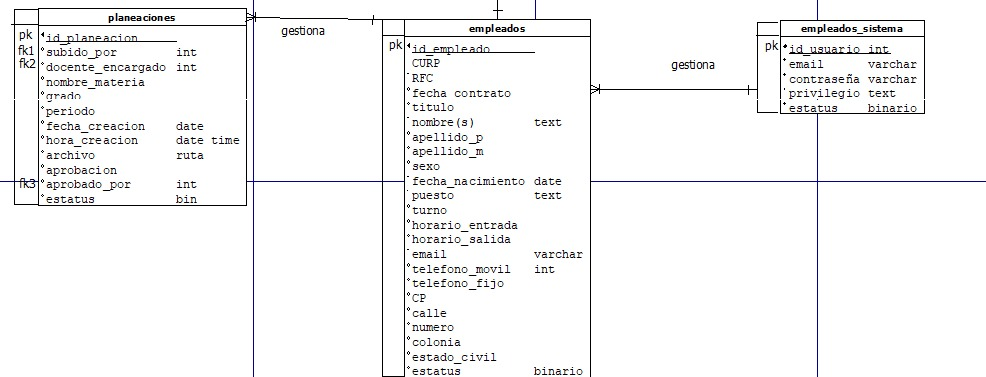 planeaciones
pk
id_planeacion
fk1
subido_por int
fk2
docente_encargado int
nombre_materia
grado
periodo
fecha_creacion date
hora_creacion date time
archivo ruta
aprobacion
fk3
aprobado_por int
estatus bin
gestiona
empleados
pk
id_empleado
CURP
RFC
fecha contrato
titulo
nombre(s) text
apellido_p
apellido_m
sexo
fecha_nacimiento date
puesto text
turno
horario_entrada
horario_salida
email varchar
telefono_movil int
telefono_fijo
CP
calle
numero
colonia
estado_civil
estatus binario
gestiona
empleados_sistema
pk
id_usuario int
email varchar
contraseña varchar
privilegio text
estatus binario